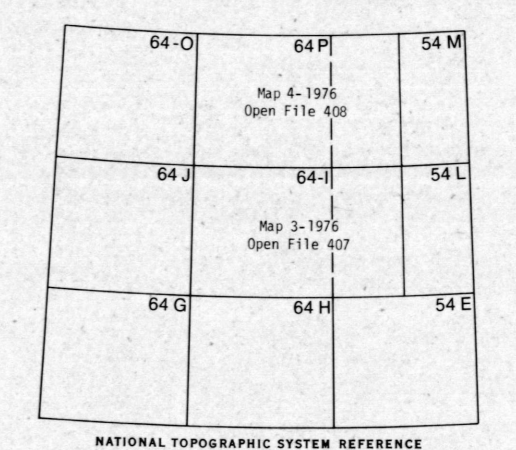 64-O 64 P 54 M
Map 4-1976
Open File 408
64 J 64-I 54 L
Map 3-1976
Open File 407
64 G 64 H 54 E
NATIONAL TOPOGRAPHIC SYSTEM REFERENCE